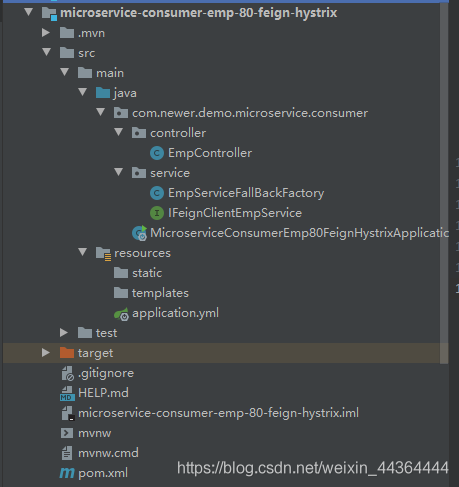 microservice-consumer-emp-80-feign-hystrix
.mvn
src
main
java
com.newer.demo.microservice.consumer
controller
EmpController
service
EmpServiceFallBackFactory
IFeignClientEmpService
MicroserviceConsumerEmp80FeignHystrixApplicatic
resources
static
templates
application.yml
test
target
.gitignore
HELP.md
microservice-consumer-emp-80-feign-hystrix.iml
mvnw
mvnw.cmd
pom.xml
https://blog.csdn.net/weixin_44364444